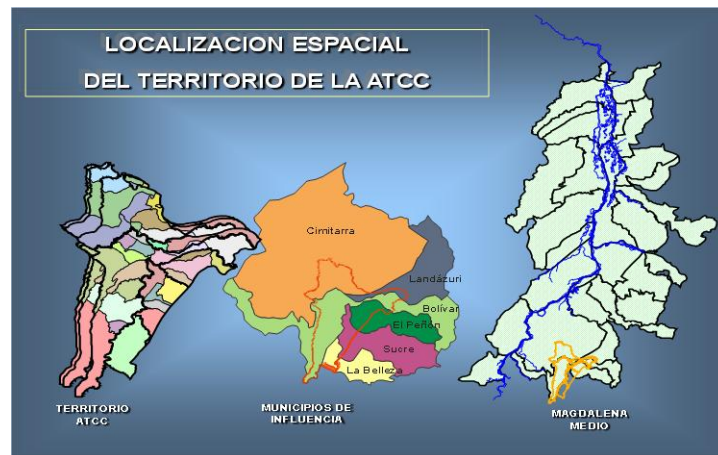 LOCALIZACION ESPACIAL
DEL TERRITORIO DE LA ATCC
Cimitarra
Landázuri
Bolívar
El Peñón
Sucre
La Belleza
TERRITORIO
ATCC
MUNICIPIOS DE
INFLUENCIA
MAGDALENA
MEDIO